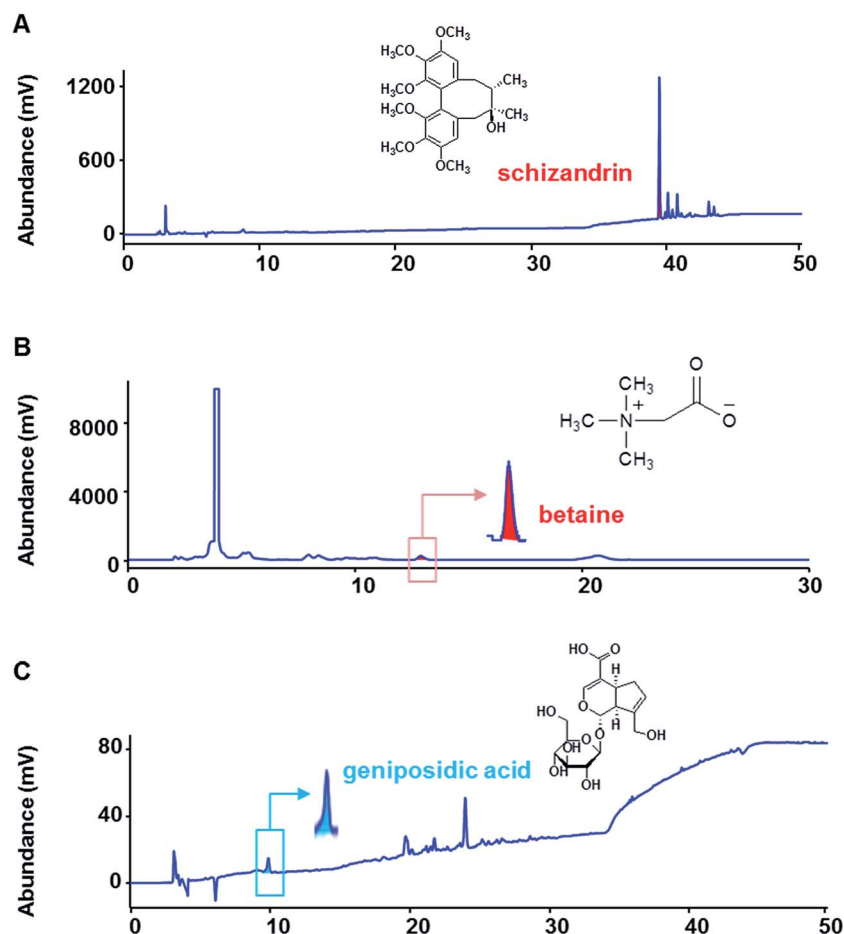 A
Abundance (mV)
1200
600
0
0 10 20 30 40 50
OCH₃
H₃CO
H₃CO
CH₃
H₃CO
CH₃
H₃CO
OH
H₃CO
OCH₃
schizandrin
B
Abundance (mV)
8000
4000
0
0 10 20 30
O
CH₃
+
−
H₃C N O
CH₃
betaine
C
Abundance (mV)
80
40
0
0 10 20 30 40 50
HO O
H
O
H
HO O OH
O
OH
HO
OH
OH
geniposidic acid